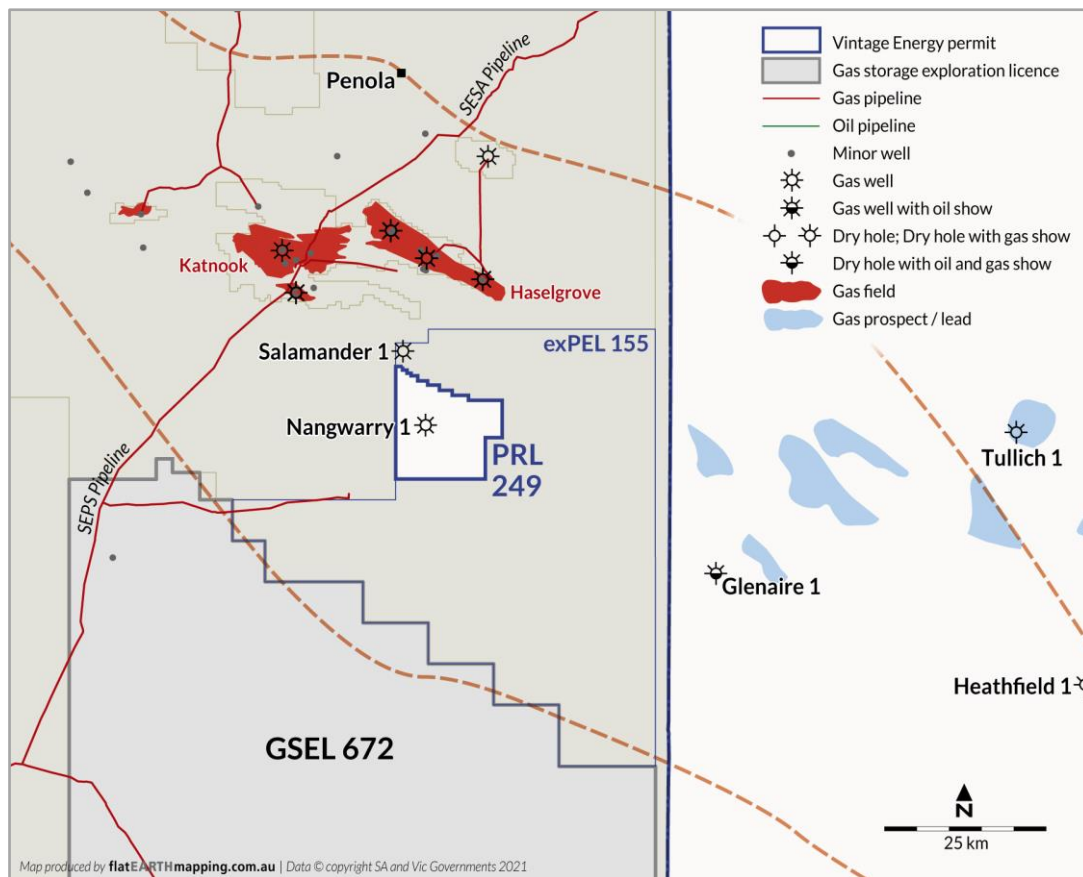 Penola
SESA Pipeline
Katnook
Haselgrove
Salamander 1
exPEL 155
Nangwarry 1
PRL
249
SEPS Pipeline
GSEL 672
Vintage Energy permit
Gas storage exploration licence
Gas pipeline
Oil pipeline
Minor well
Gas well
Gas well with oil show
Dry hole; Dry hole with gas show
Dry hole with oil and gas show
Gas field
Gas prospect / lead
Tullich 1
Glenaire 1
Heathfield 1
N
25 km
Map produced by flatEARTHmapping.com.au | Data © copyright SA and Vic Governments 2021